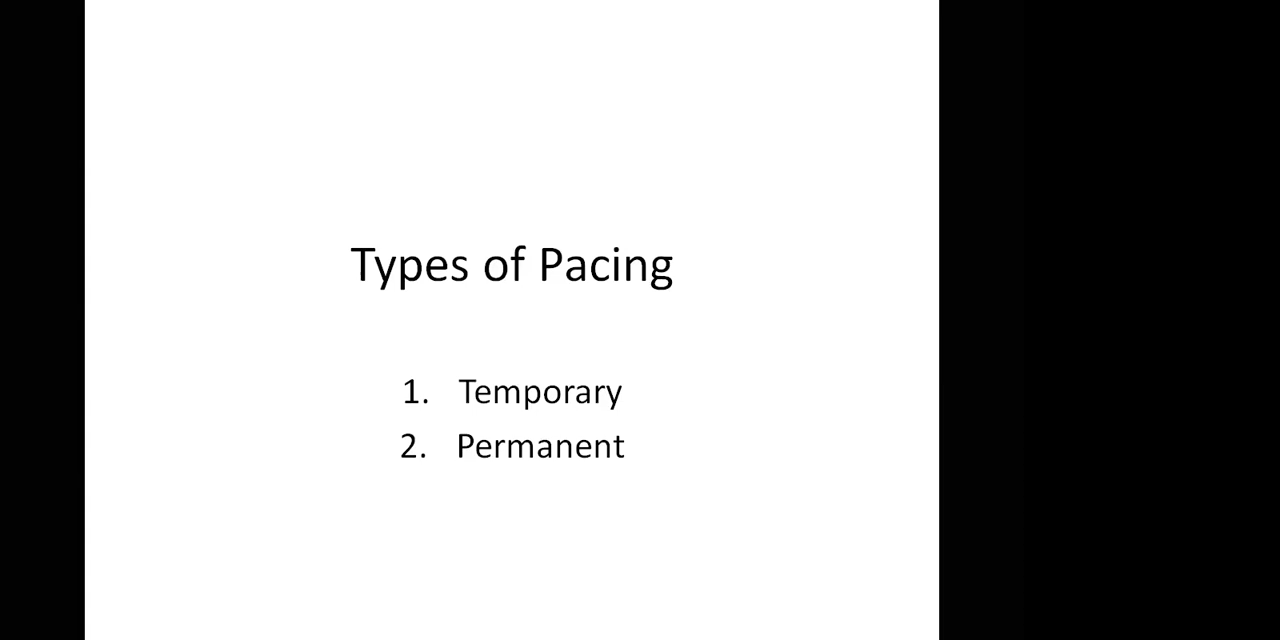 Types of Pacing
1. Temporary
2. Permanent